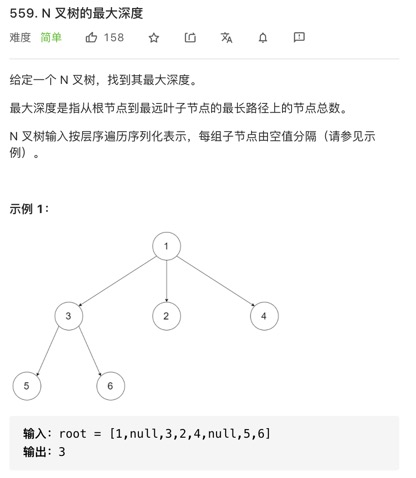 559. N 叉树的最大深度
难度 简单 158
给定一个 N 叉树，找到其最大深度。
最大深度是指从根节点到最远叶子节点的最长路径上的节点总数。
N 叉树输入按层序遍历序列化表示，每组子节点由空值分隔（请参见示
例）。
示例 1：
1
3 2 4
5 6
输入：root = [1,null,3,2,4,null,5,6]
输出：3